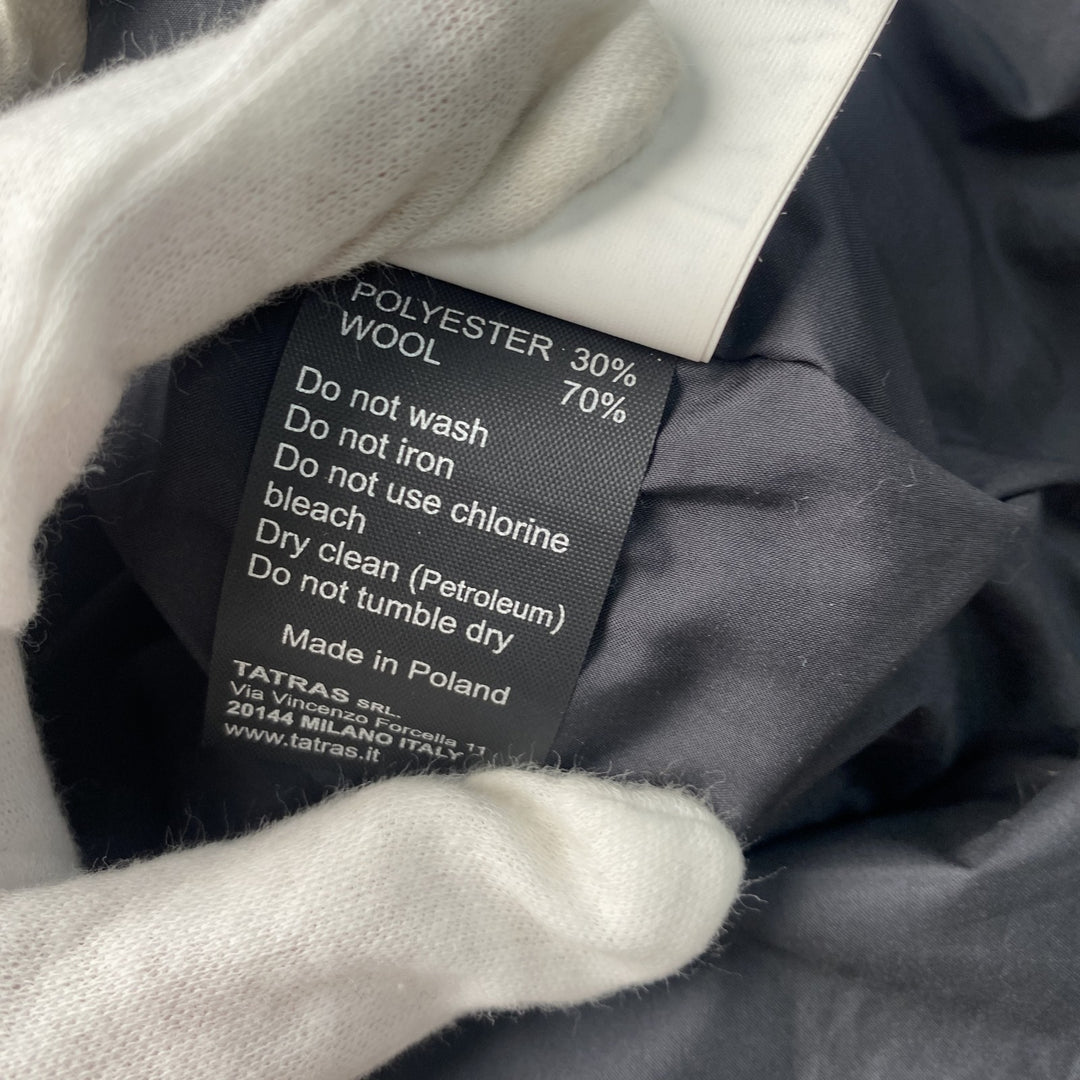 POLYESTER 30%
WOOL 70%
Do not wash
Do not iron
Do not use chlorine
bleach
Dry clean (Petroleum)
Do not tumble dry
Made in Poland
TATRAS SRL.
Via Vincenzo Forcella 11
20144 MILANO ITALY
www.tatras.it